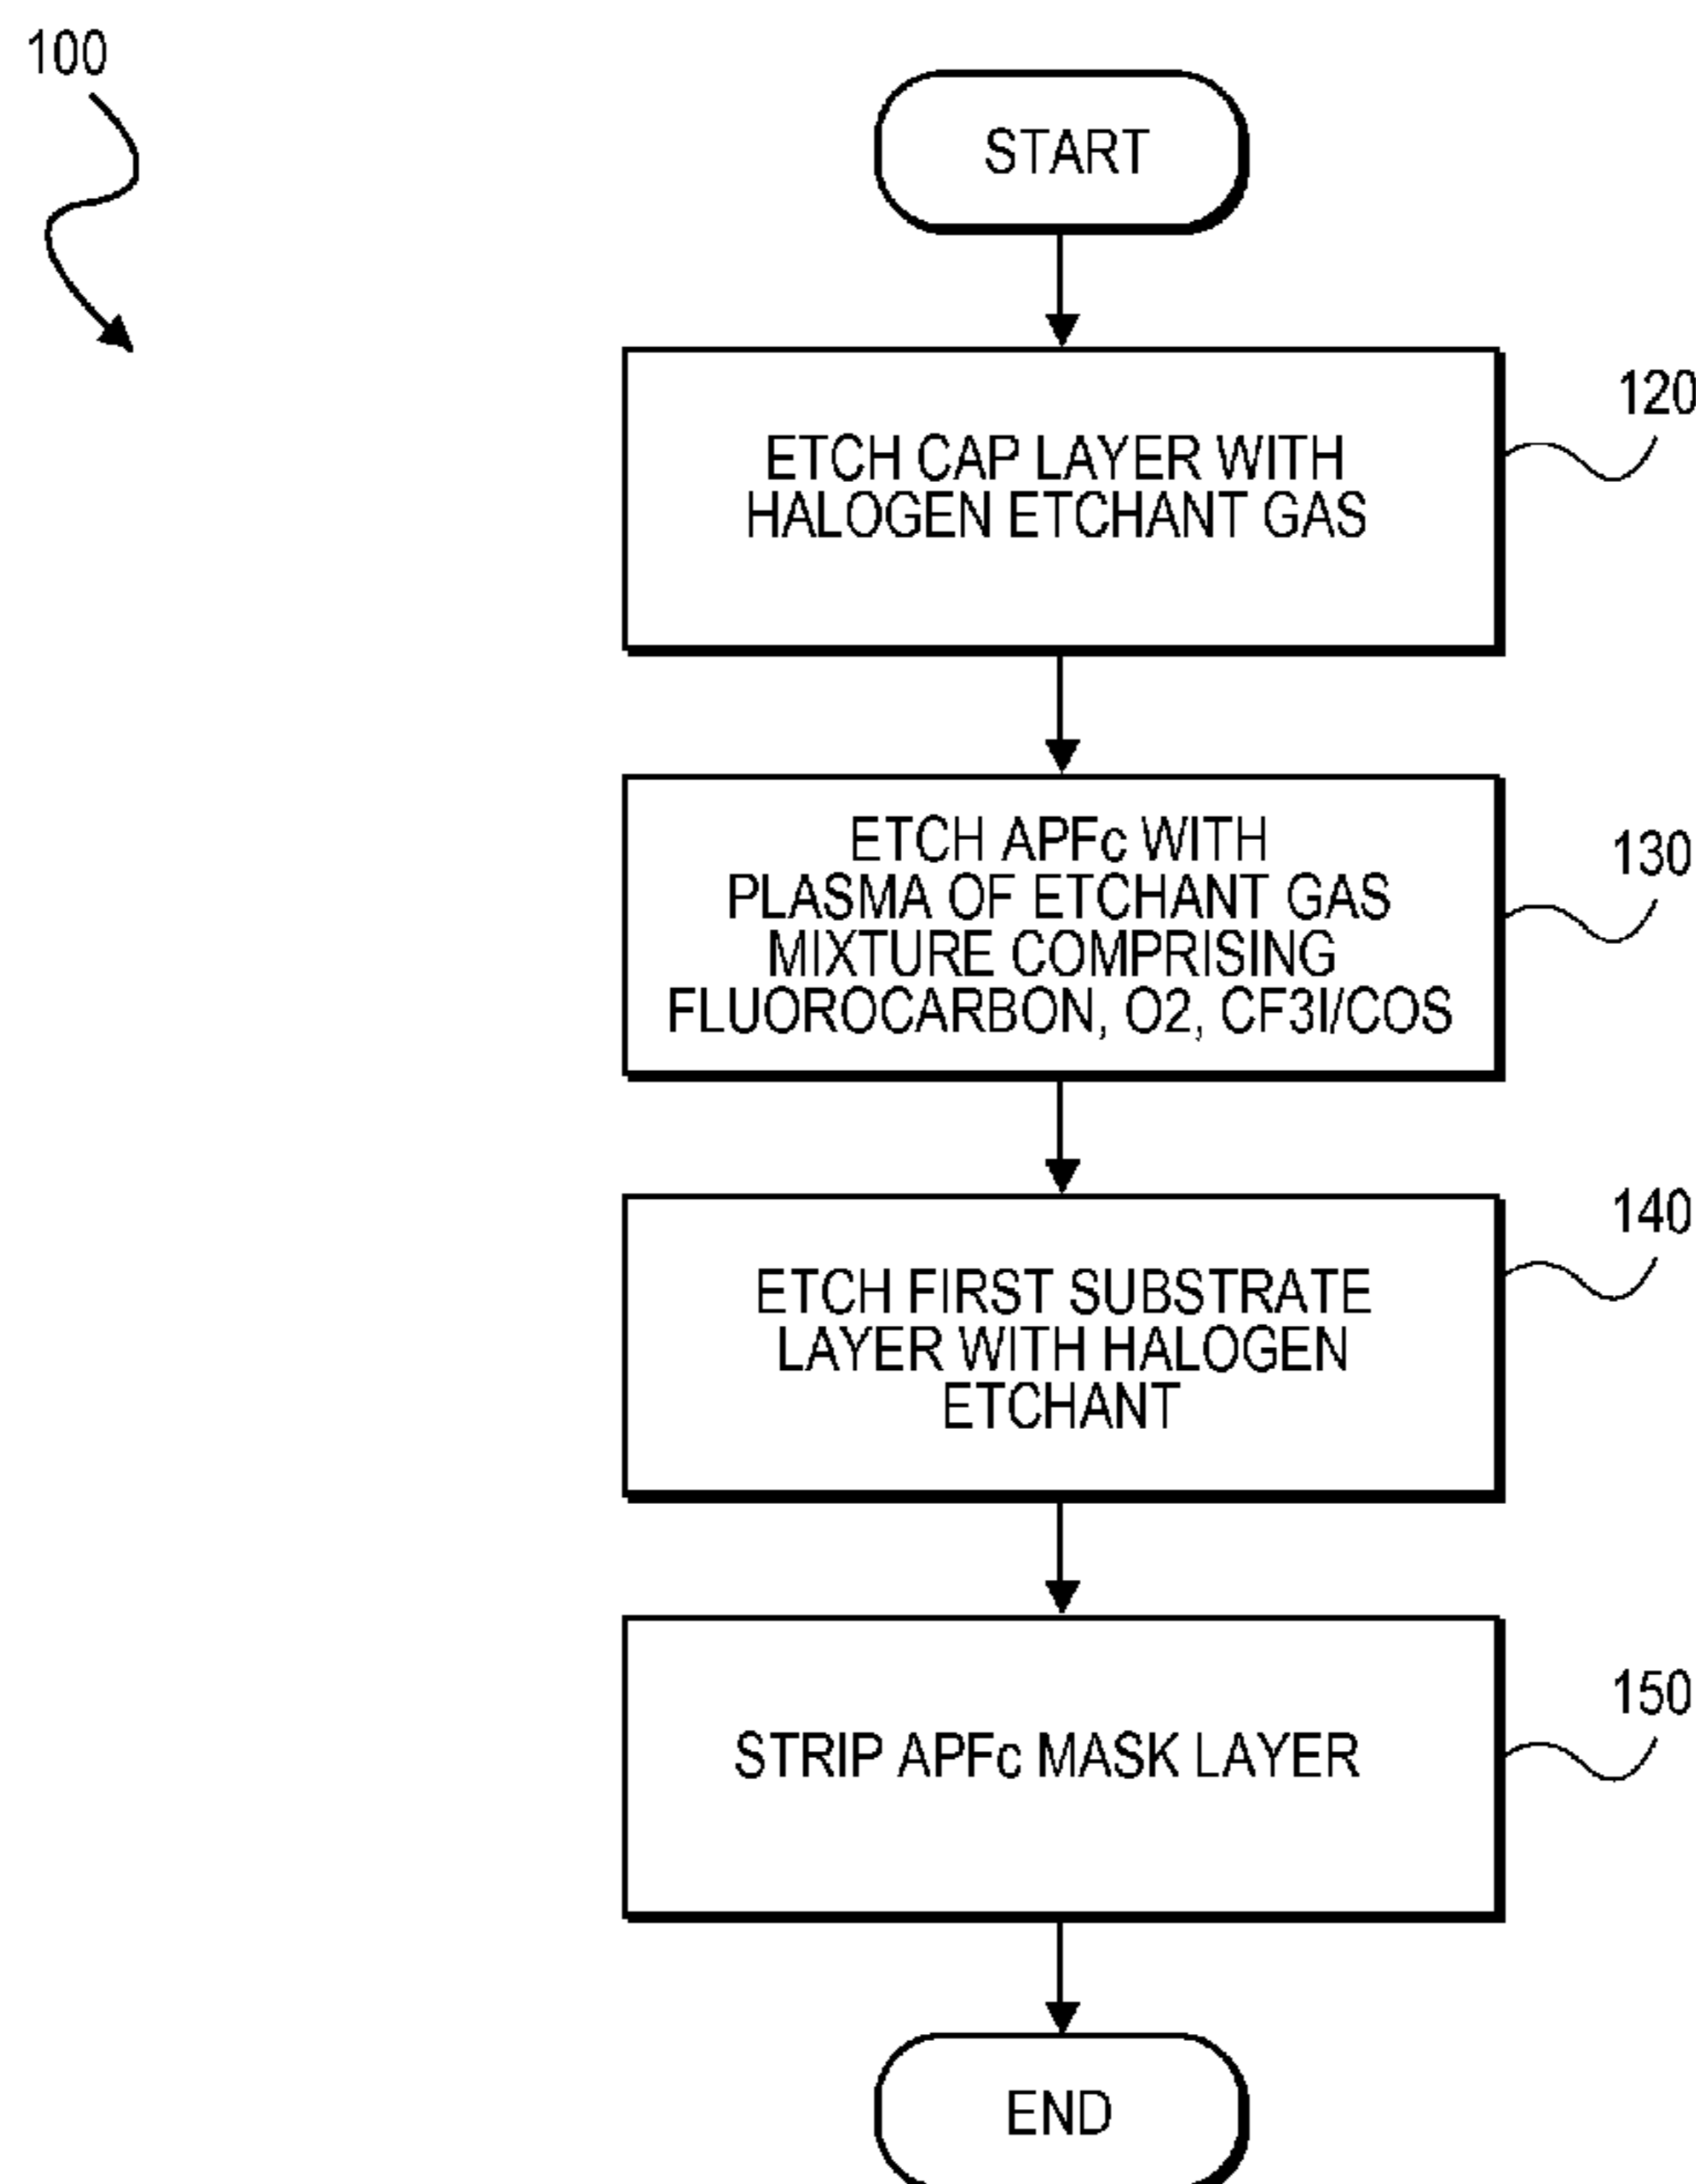 100
START
120
ETCH CAP LAYER WITH
HALOGEN ETCHANT GAS
130
ETCH APFc WITH
PLASMA OF ETCHANT GAS
MIXTURE COMPRISING
FLUOROCARBON, O2, CF3I/COS
140
ETCH FIRST SUBSTRATE
LAYER WITH HALOGEN
ETCHANT
150
STRIP APFc MASK LAYER
END